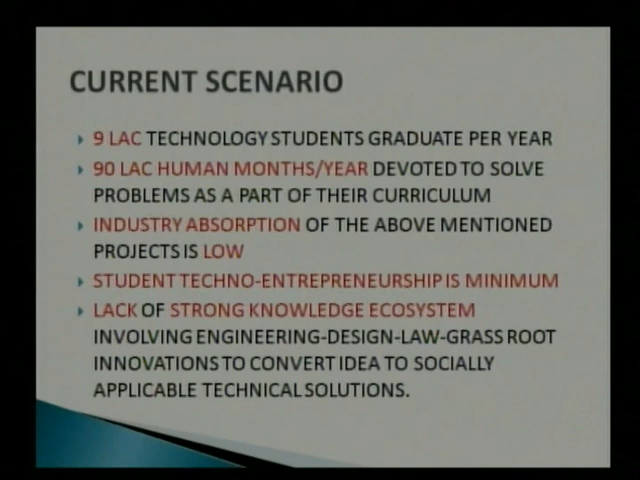 CURRENT SCENARIO
9 LAC TECHNOLOGY STUDENTS GRADUATE PER YEAR
90 LAC HUMAN MONTHS/YEAR DEVOTED TO SOLVE
PROBLEMS AS A PART OF THEIR CURRICULUM
INDUSTRY ABSORPTION OF THE ABOVE MENTIONED
PROJECTS IS LOW
STUDENT TECHNO-ENTREPRENEURSHIP IS MINIMUM
LACK OF STRONG KNOWLEDGE ECOSYSTEM
INVOLVING ENGINEERING-DESIGN-LAW-GRASS ROOT
INNOVATIONS TO CONVERT IDEA TO SOCIALLY
APPLICABLE TECHNICAL SOLUTIONS.